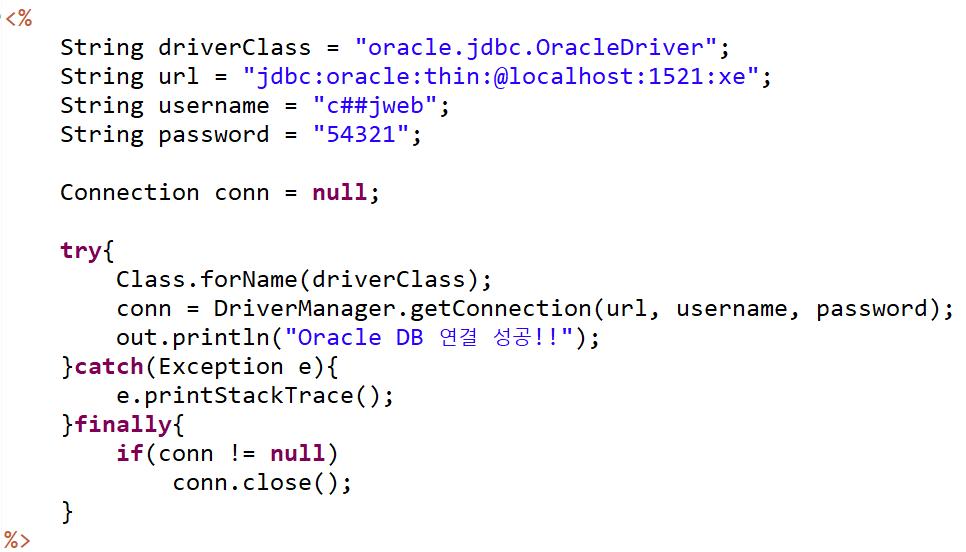 <%
String driverClass = "oracle.jdbc.OracleDriver";
String url = "jdbc:oracle:thin:@localhost:1521:xe";
String username = "c##jweb";
String password = "54321";
Connection conn = null;
try{
Class.forName(driverClass);
conn = DriverManager.getConnection(url, username, password);
out.println("Oracle DB 연결 성공!!");
}catch(Exception e){
e.printStackTrace();
}finally{
if(conn != null)
conn.close();
}
%>